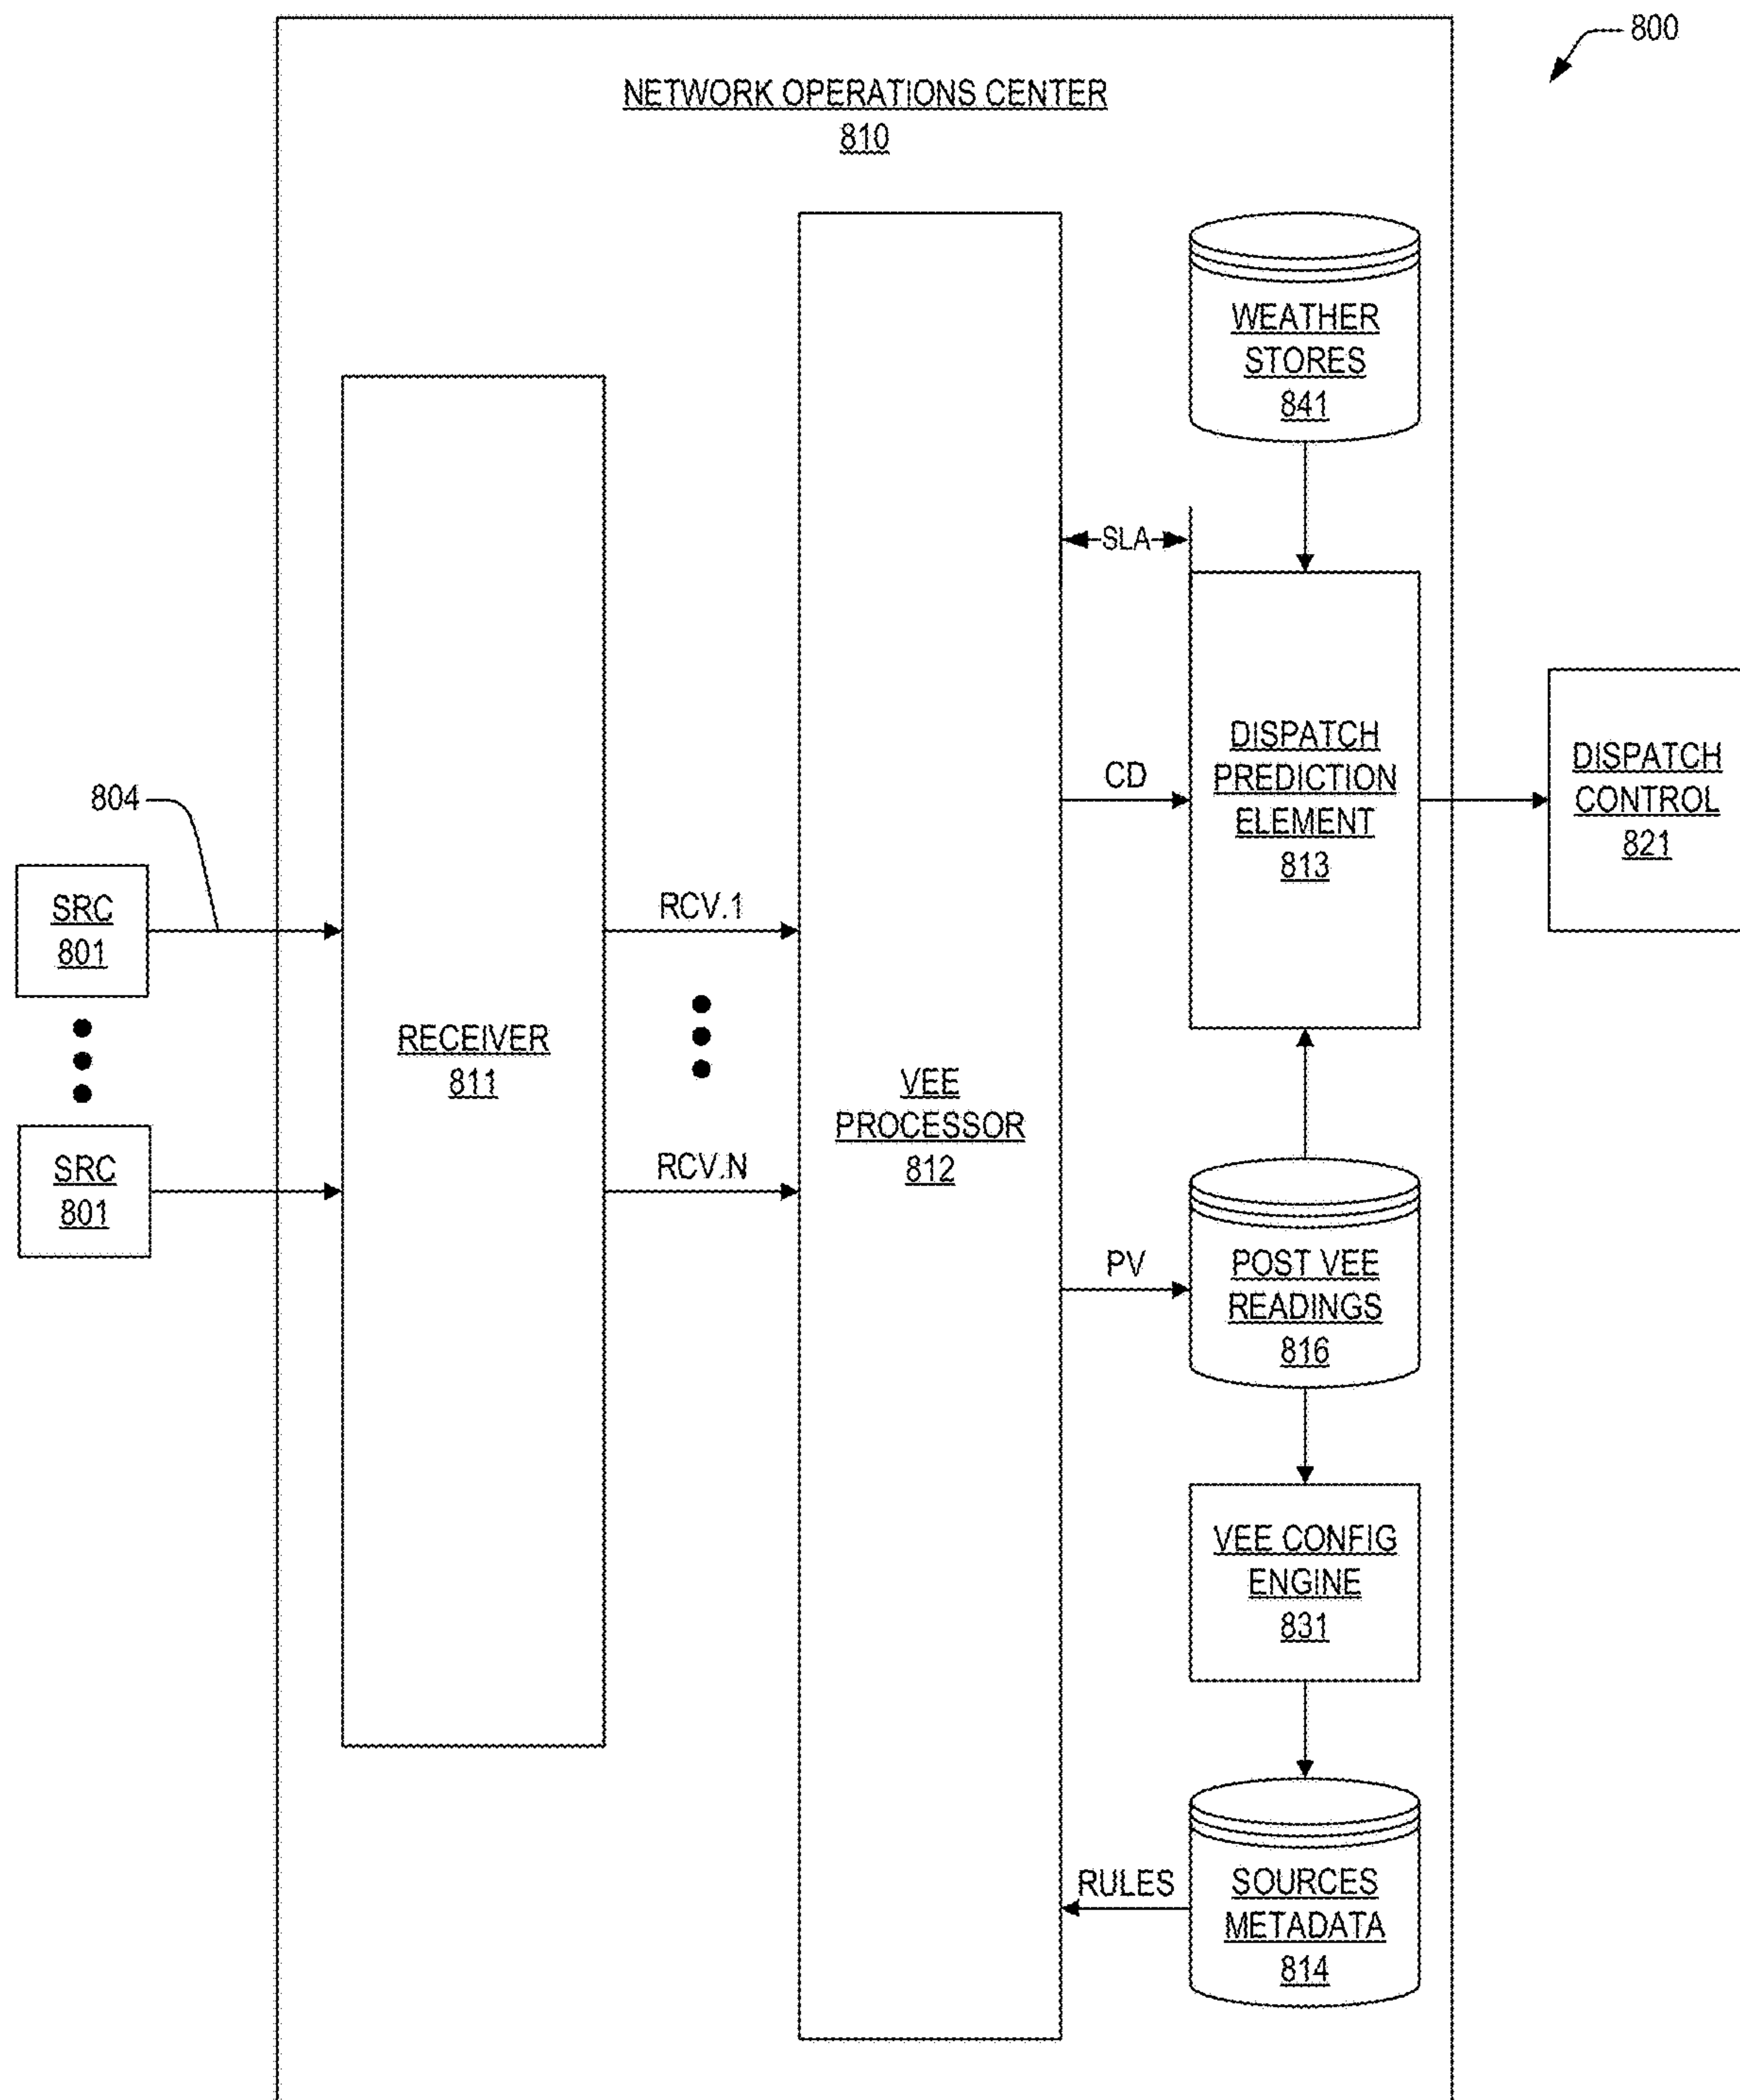 800
NETWORK OPERATIONS CENTER
810
WEATHER
STORES
841
SLA
DISPATCH
PREDICTION
ELEMENT
813
CD
DISPATCH
CONTROL
821
804
SRC
801
RCV.1
RECEIVER
811
VEE
PROCESSOR
812
SRC
801
RCV.N
PV
POST VEE
READINGS
816
VEE CONFIG
ENGINE
831
RULES
SOURCES
METADATA
814